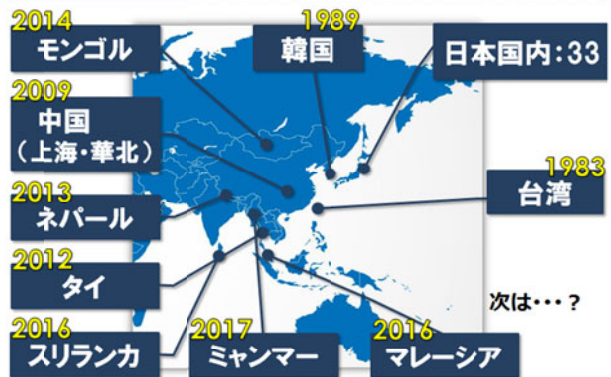 2014
モンゴル
1989
韓国
日本国内:33
2009
中国
(上海・華北)
1983
台湾
2013
ネパール
2012
タイ
次は・・・?
2016
スリランカ
2017
ミャンマー
2016
マレーシア